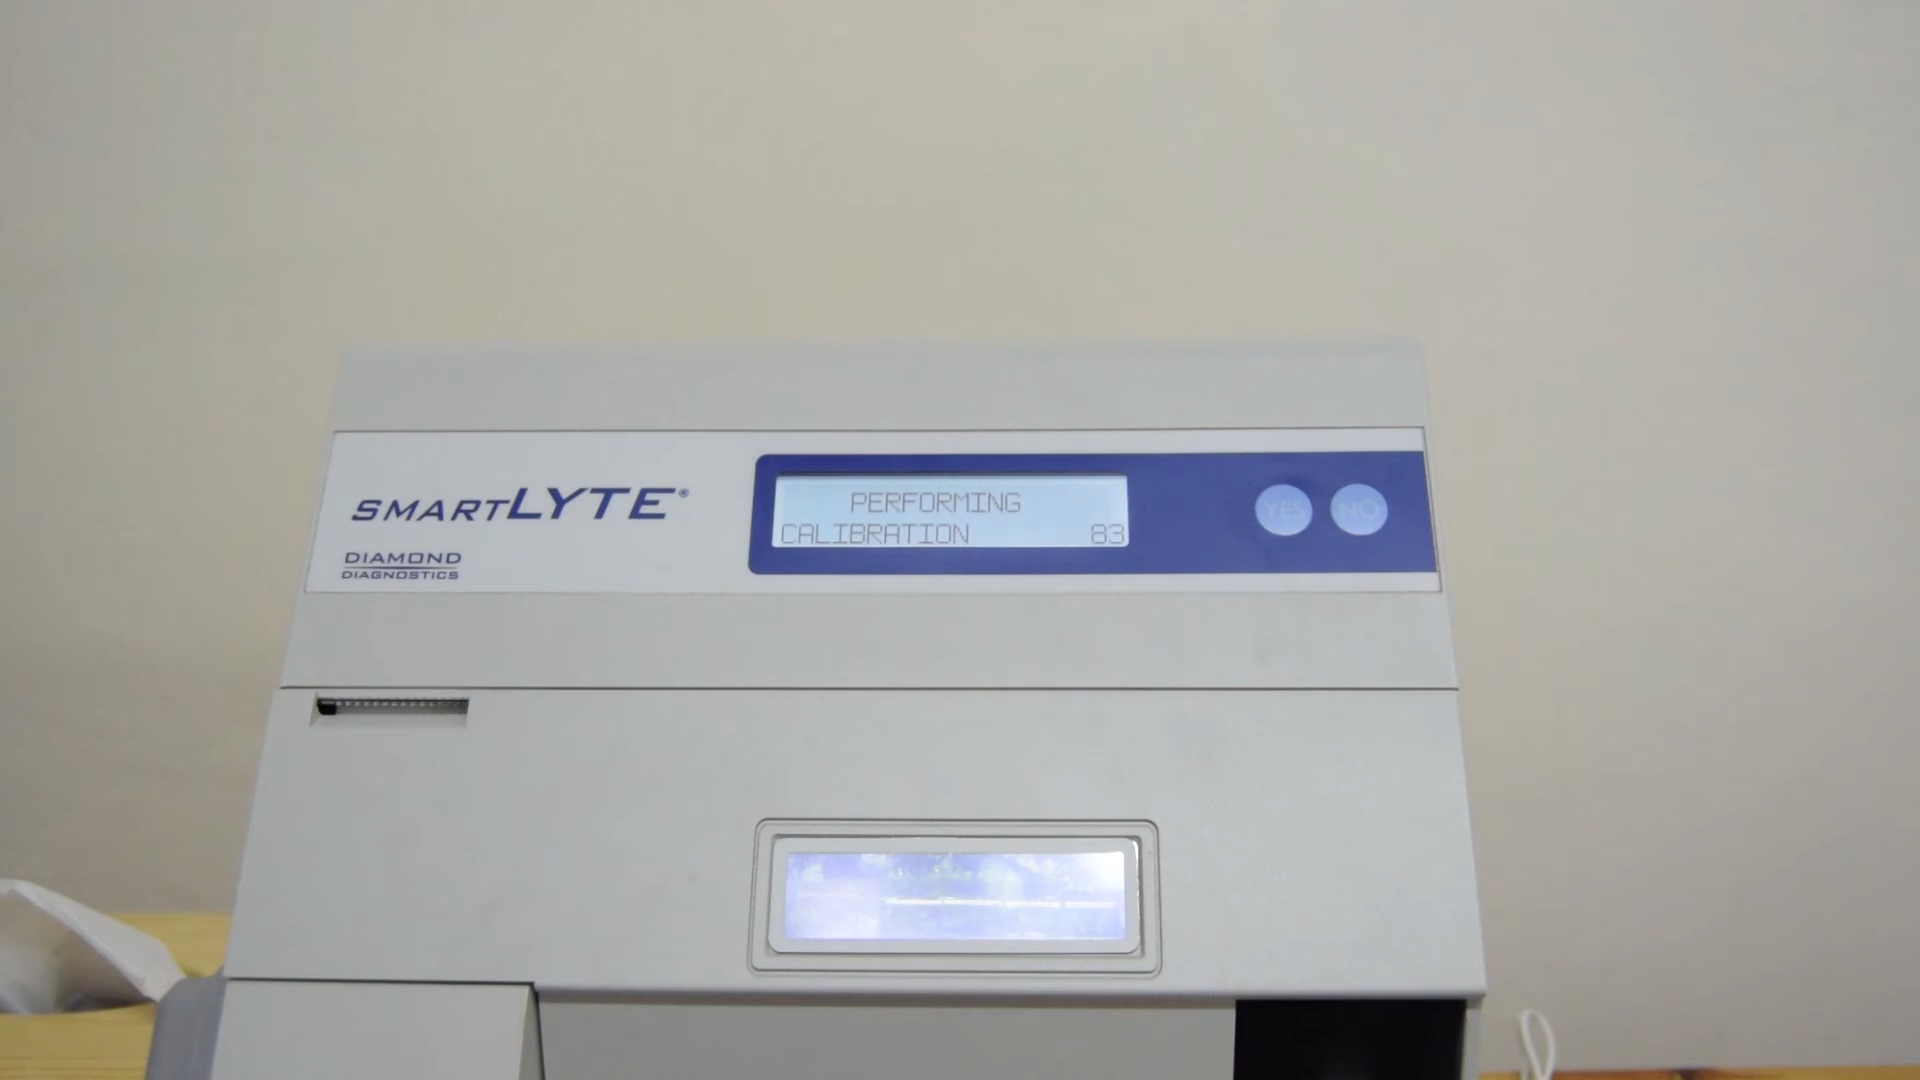 SMARTLYTE®
DIAMOND
DIAGNOSTICS
PERFORMING
CALIBRATION 83
YES NO